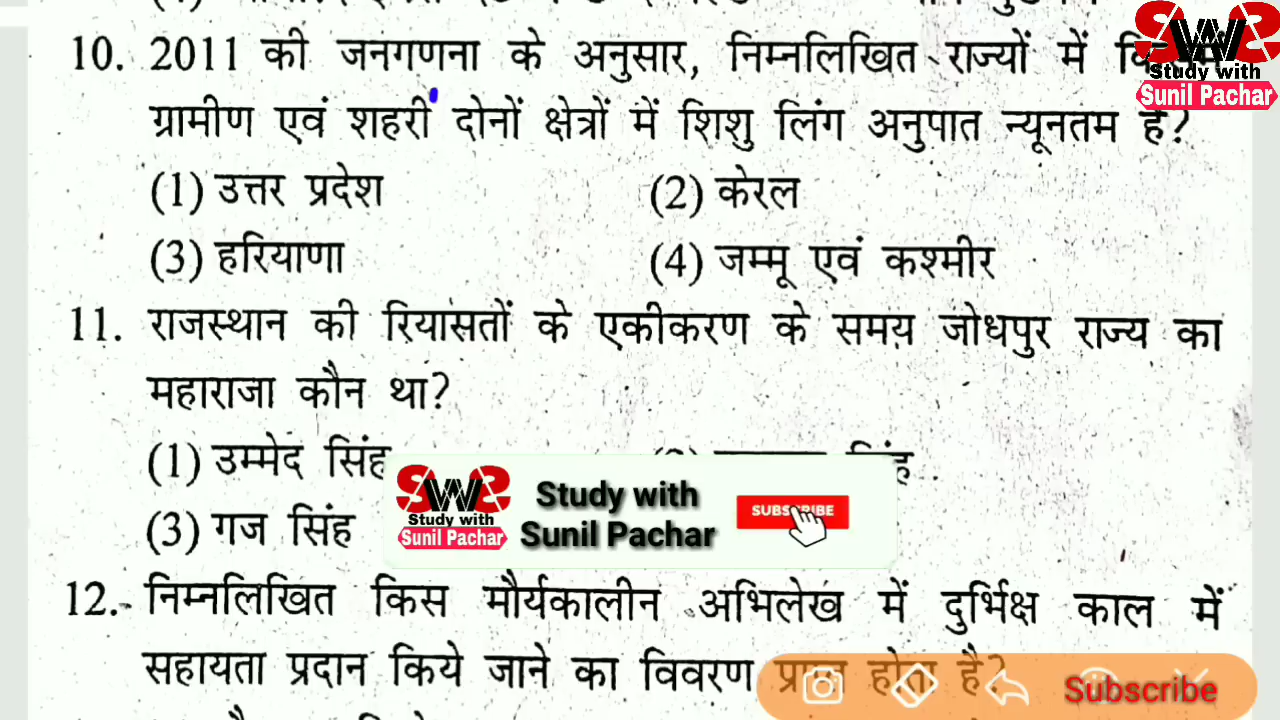 10. 2011 की जनगणना के अनुसार, निम्नलिखित राज्यों में
ग्रामीण एवं शहरी दोनों क्षेत्रों में शिशु लिंग अनुपात न्यूनतम है?
(1) उत्तर प्रदेश (2) केरल
(3) हरियाणा (4) जम्मू एवं कश्मीर
11. राजस्थान की रियासतों के एकीकरण के समय जोधपुर राज्य का
महाराजा कौन था?
(1) उम्मेद सिंह सिंह
(3) गज सिंह
12. निम्नलिखित किस मौर्यकालीन अभिलेख में दुर्भिक्ष काल में
सहायता प्रदान किये जाने का विवरण प्राप्त होता है?
SWS
Study with
Sunil Pachar
SWS
Study with
Sunil Pachar
Study with
Sunil Pachar
SUBSCRIBE
Subscribe